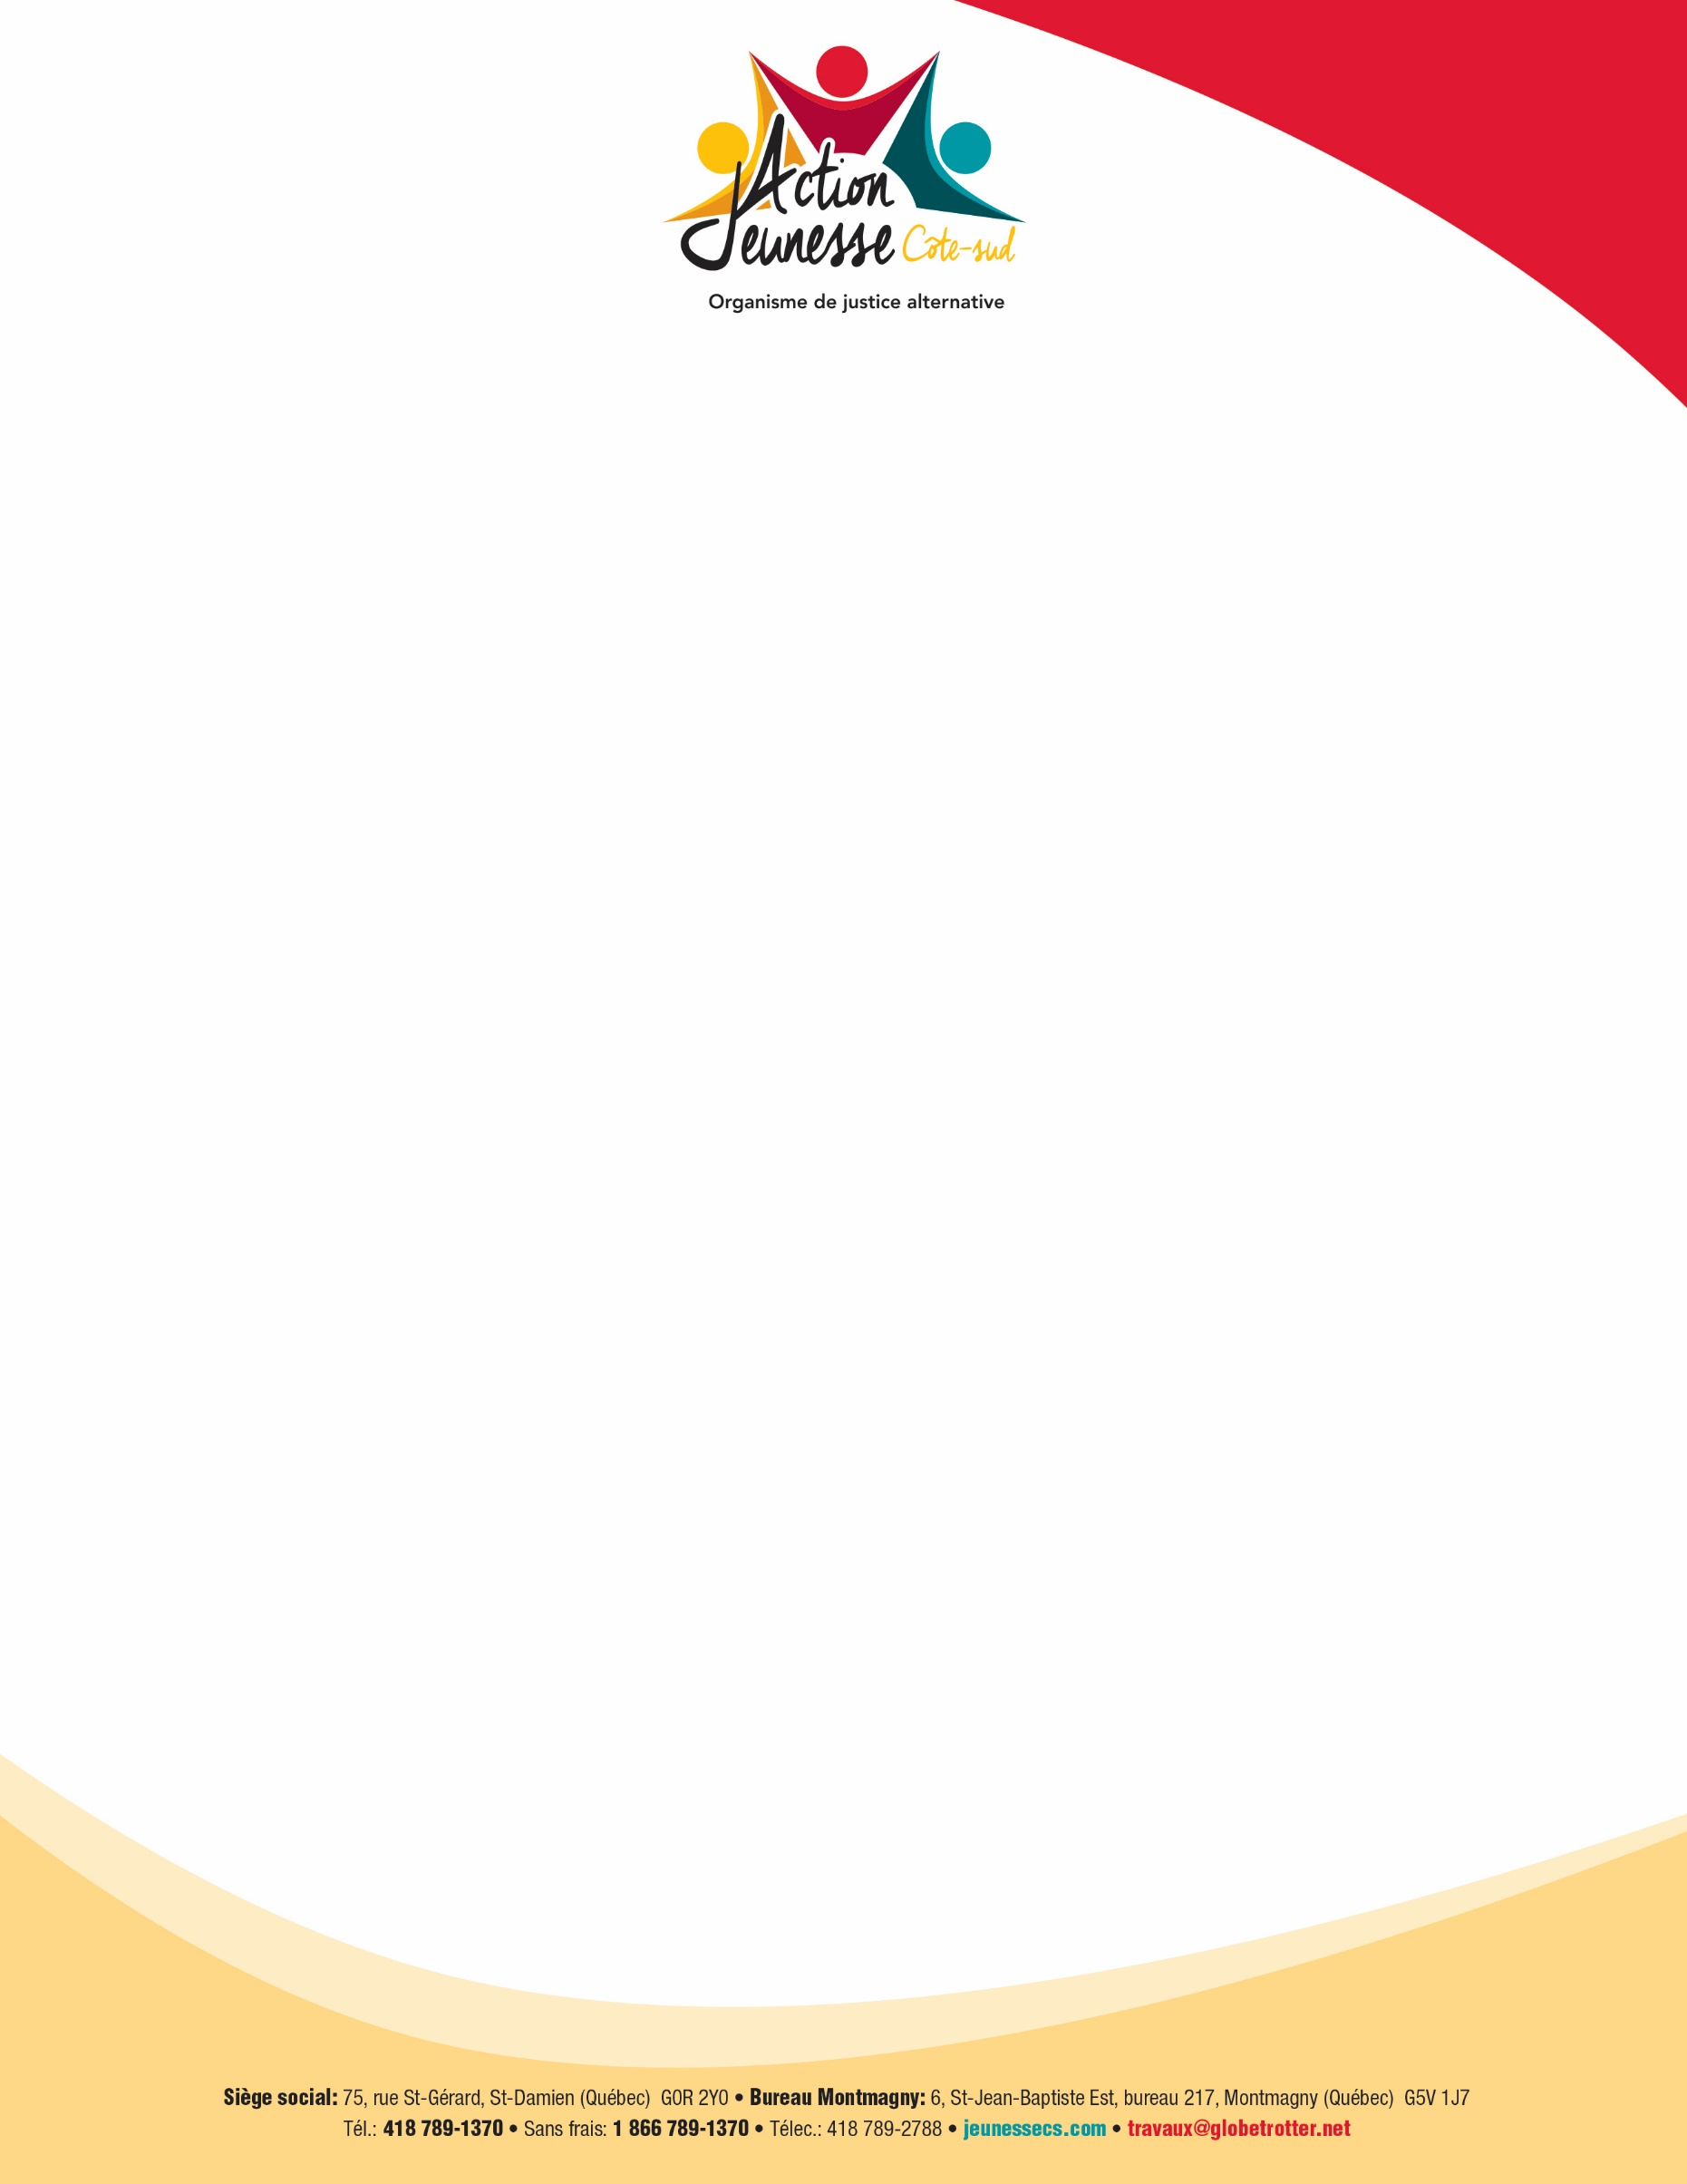 Action
Jeunesse Côte-sud
Organisme de justice alternative
Siège social: 75, rue St-Gérard, St-Damien (Québec)  G0R 2Y0 • Bureau Montmagny: 6, St-Jean-Baptiste Est, bureau 217, Montmagny (Québec)  G5V 1J7
Tél.: 418 789-1370 • Sans frais: 1 866 789-1370 • Télec.: 418 789-2788 • jeunessecs.com • travaux@globetrotter.net